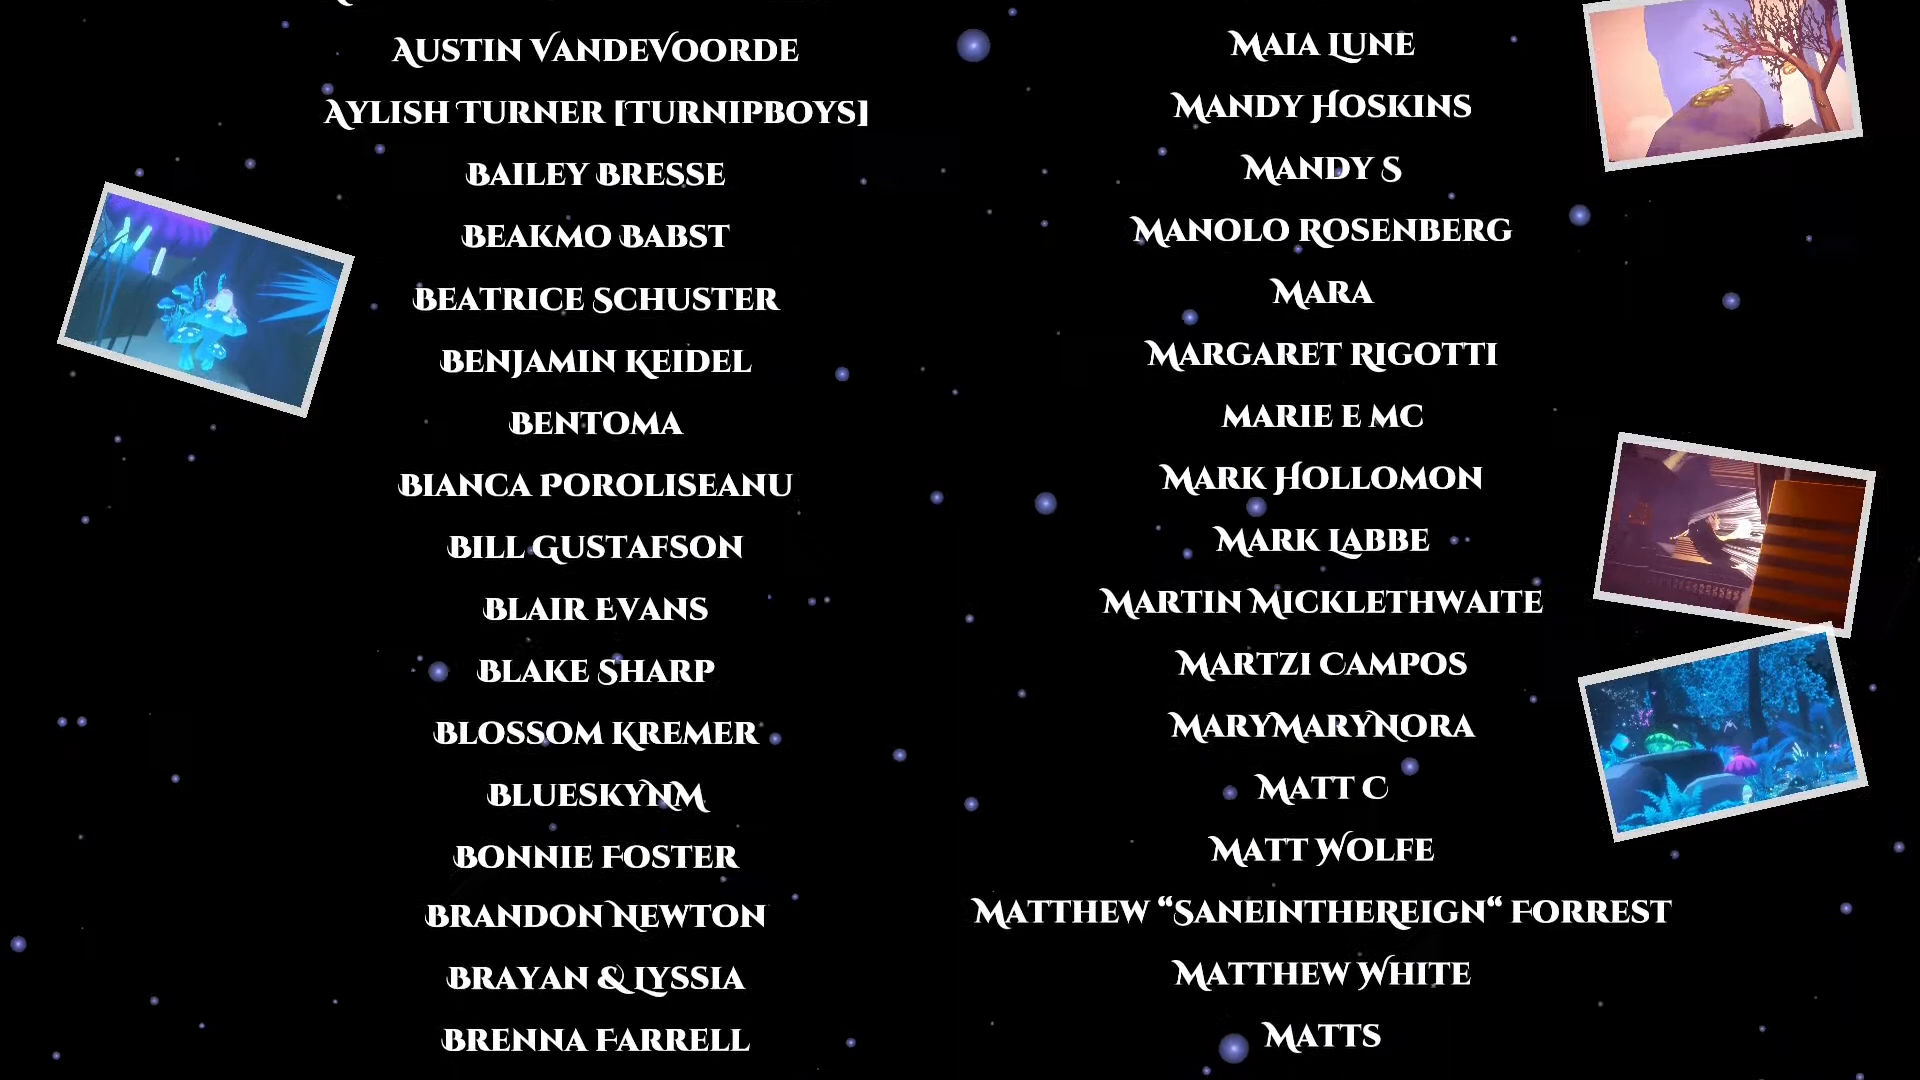 Austin VandeVoorde
Aylish Turner [Turnipboys]
Bailey Bresse
Beakmo Babst
Beatrice Schuster
Benjamin Keidel
Bentoma
Bianca Poroliseanu
Bill Gustafson
Blair Evans
Blake Sharp
Blossom Kremer
BlueskyNM
Bonnie Foster
Brandon Newton
Brayan & Lyssia
Brenna Farrell
Maia Lune
Mandy Hoskins
Mandy S
Manolo Rosenberg
Mara
Margaret Rigotti
marie e mc
Mark Hollomon
Mark Labbe
Martin Micklethwaite
Martzi Campos
MaryMaryNora
Matt C
Matt Wolfe
Matthew “SaneintheReign“ Forrest
Matthew White
Matts